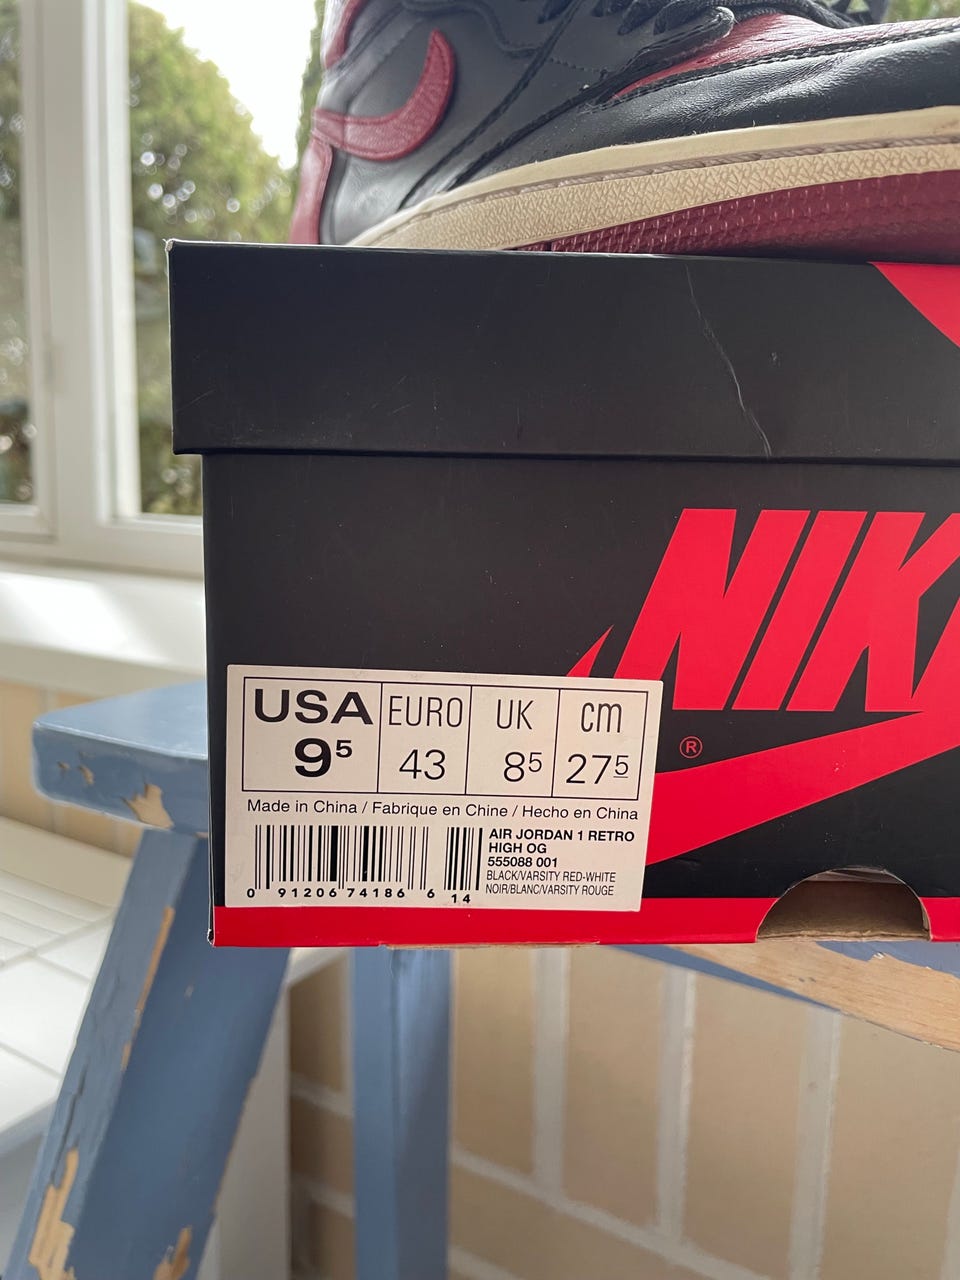 NIK
®
USA EURO UK cm
9⁵ 43 8⁵ 27⁵
Made in China / Fabrique en Chine / Hecho en China
AIR JORDAN 1 RETRO
HIGH OG
555088 001
BLACK/VARSITY RED-WHITE
NOIR/BLANC/VARSITY ROUGE
0 91206 74186 6 14